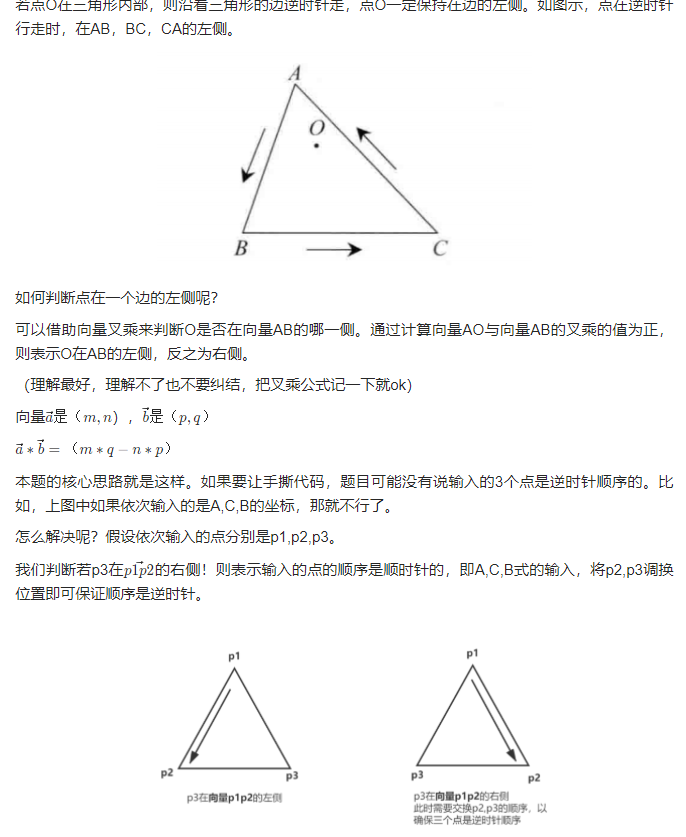 若点O在三角形内部，则沿着三角形的边逆时针走，点O一定保持在边的左侧。如图示，点在逆时针
行走时，在AB，BC，CA的左侧。
A
O
B
C
如何判断点在一个边的左侧呢？
可以借助向量叉乘来判断O是否在向量AB的哪一侧。通过计算向量AO与向量AB的叉乘的值为正，
则表示O在AB的左侧，反之为右侧。
（理解最好，理解不了也不要纠结，把叉乘公式记一下就ok）
向量a⃗是（m, n），b⃗是（p, q）
a⃗ ∗ b⃗ = （m ∗ q − n ∗ p）
本题的核心思路就是这样。如果要让手撕代码，题目可能没有说输入的3个点是逆时针顺序的。比
如，上图中如果依次输入的是A,C,B的坐标，那就不行了。
怎么解决呢？假设依次输入的点分别是p1,p2,p3。
我们判断若p3在p1⃗p2的右侧！则表示输入的点的顺序是顺时针的，即A,C,B式的输入，将p2,p3调换
位置即可保证顺序是逆时针。
p1
p2
p3
p3在向量p1p2的左侧
p1
p3
p2
p3在向量p1p2的右侧
此时需要交换p2,p3的顺序，以
确保三个点是逆时针顺序